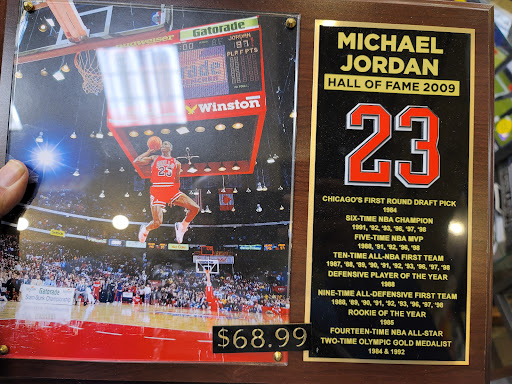 Budweiser
Gatorade
JORDAN
Winston
BULLS
23
Gatorade
$68.99
MICHAEL
JORDAN
HALL OF FAME 2009
23
CHICAGO'S FIRST ROUND DRAFT PICK
1984
SIX-TIME NBA CHAMPION
1991, '92, '93, '96, '97, '98
FIVE-TIME NBA MVP
1988, '91, '92, '96, '98
TEN-TIME ALL-NBA FIRST TEAM
1987, '88, '89, '90, '91, '92, '93, '96, '97, '98
DEFENSIVE PLAYER OF THE YEAR
1988
NINE-TIME ALL-DEFENSIVE FIRST TEAM
1988, '89, '90, '91, '92, '93, '96, '97, '98
ROOKIE OF THE YEAR
1985
FOURTEEN-TIME NBA ALL-STAR
TWO-TIME OLYMPIC GOLD MEDALIST
1984 & 1992